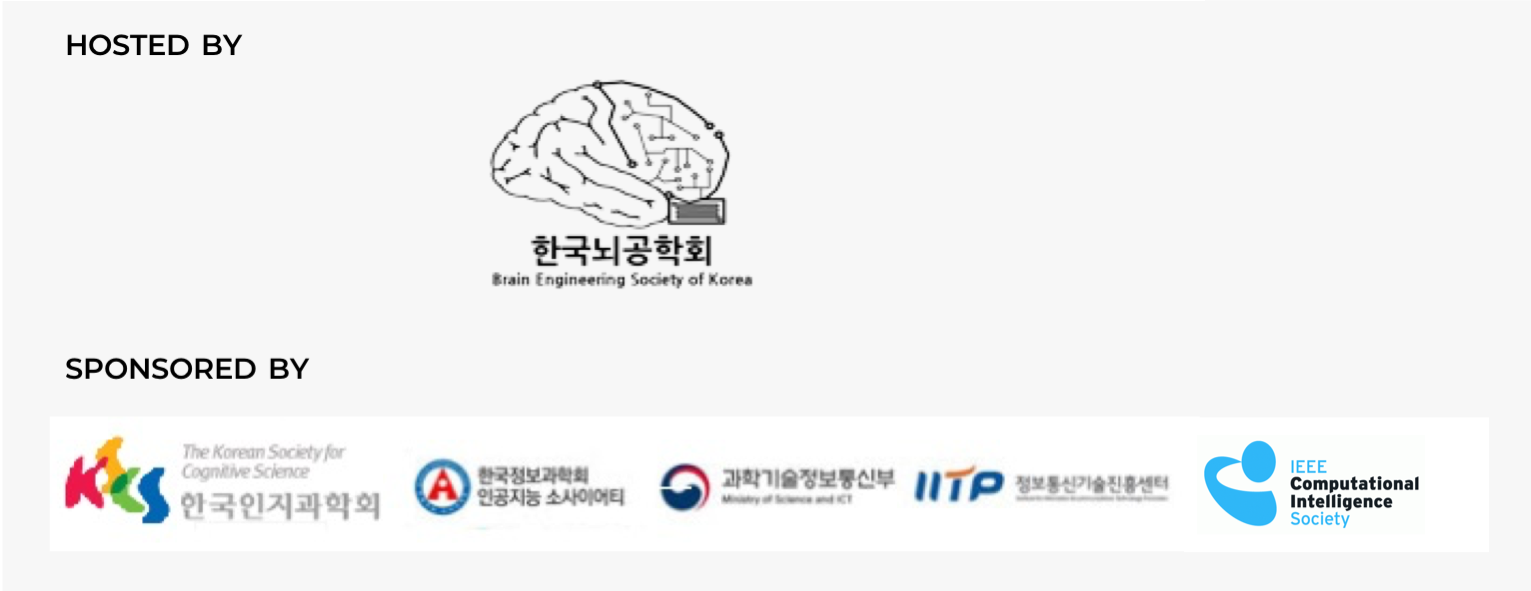 HOSTED BY
한국뇌공학회
Brain Engineering Society of Korea
SPONSORED BY
KSCS
The Korean Society for
Cognitive Science
한국인지과학회
A
한국정보과학회
인공지능 소사이어티
과학기술정보통신부
Ministry of Science and ICT
IITP
정보통신기술진흥센터
IEEE
Computational
Intelligence
Society